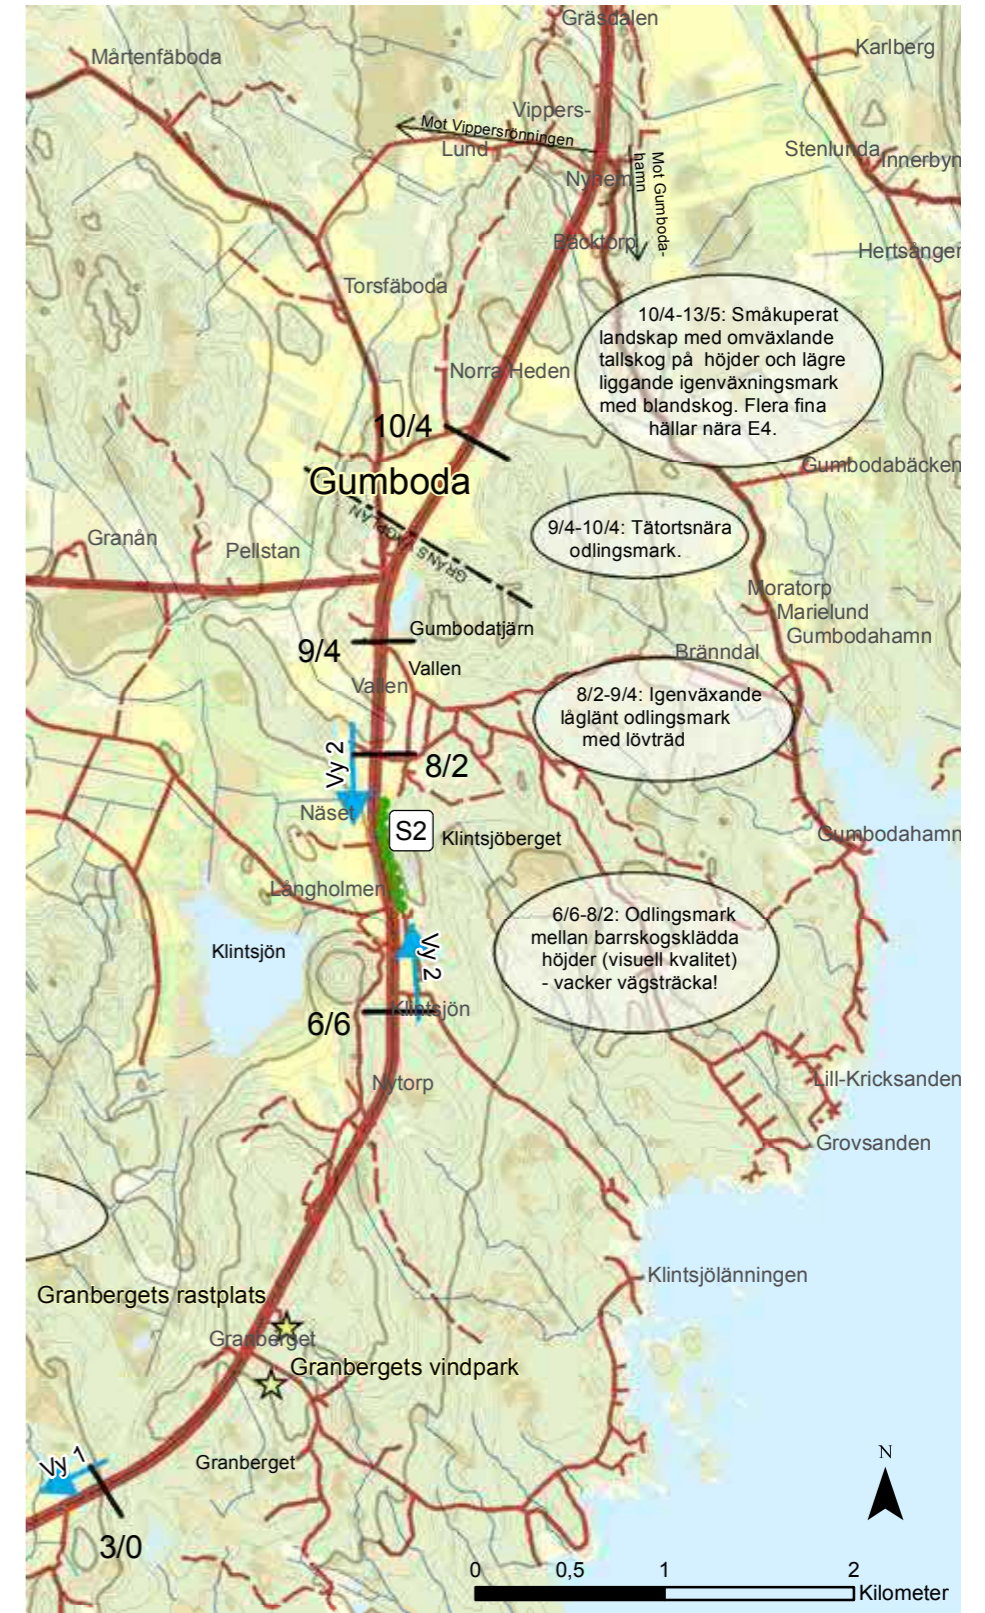 Gräsdalen
Mårtenfäboda
Karlberg
Vippers-
Mot Vippersrönningen
Lund
Stenlunda
Innerbyn
Mot Gumboda-
hamn
Nyhem
Bäcktorp
Hertsånger
Torsfäboda
10/4-13/5: Småkuperat
landskap med omväxlande
tallskog på höjder och lägre
liggande igenväxningsmark
med blandskog. Flera fina
hällar nära E4.
Norra Heden
10/4
Gumbodabäcken
Gumboda
GRÄNS VÄGPLAN
9/4-10/4: Tätortsnära
odlingsmark.
Granån
Pellstan
Moratorp
Marielund
Gumbodahamn
Gumbodatjärn
9/4
Bränndal
Vallen
Vallen
8/2-9/4: Igenväxande
låglänt odlingsmark
med lövträd
Vy 2
8/2
Näset
S2
Klintsjöberget
Gumbodahamn
Långholmen
6/6-8/2: Odlingsmark
mellan barrskogsklädda
höjder (visuell kvalitet)
- vacker vägsträcka!
Klintsjön
Vy 2
Klintsjön
6/6
Nytorp
Lill-Kricksanden
Grovsanden
Klintsjölänningen
Granbergets rastplats
Granberget
Granbergets vindpark
Granberget
Vy 1
3/0
N
0 0,5 1 2
Kilometer